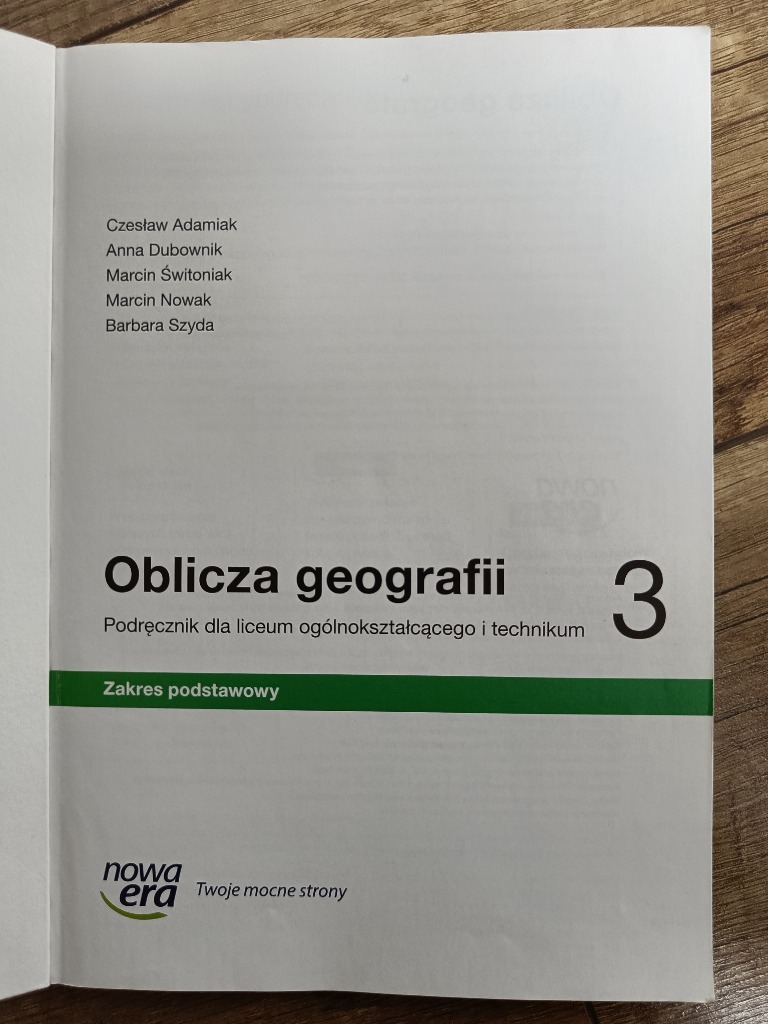 Czesław Adamiak
Anna Dubownik
Marcin Świtoniak
Marcin Nowak
Barbara Szyda
Oblicza geografii 3
Podręcznik dla liceum ogólnokształcącego i technikum
Zakres podstawowy
nowa
era
Twoje mocne strony